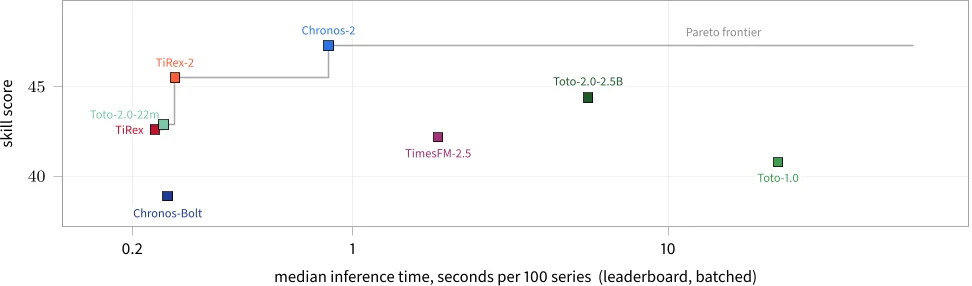 Chronos-2
Pareto frontier
TiRex-2
Toto-2.0-2.5B
45
Toto-2.0-22m
TiRex
TimesFM-2.5
Toto-1.0
40
Chronos-Bolt
skill score
0.2
1
10
median inference time, seconds per 100 series (leaderboard, batched)